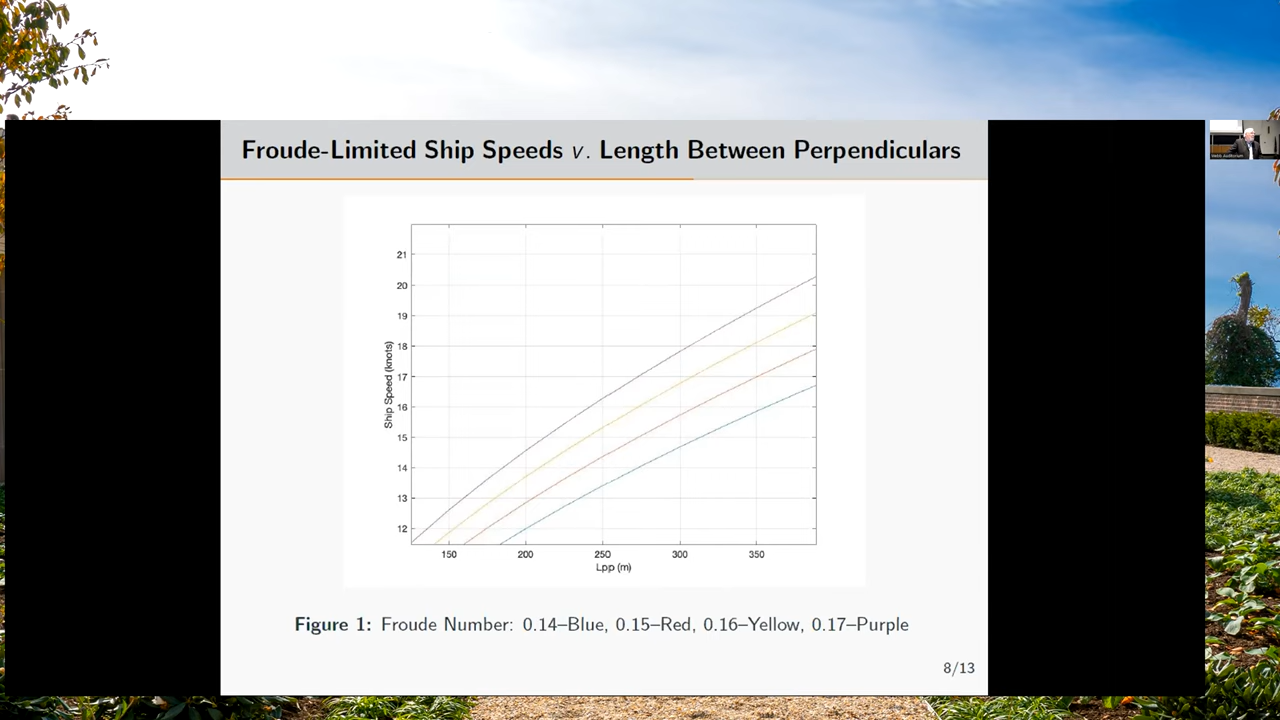 Froude-Limited Ship Speeds v. Length Between Perpendiculars
21
20
19
18
17
16
15
14
13
12
Ship Speed (knots)
150 200 250 300 350
Lpp (m)
Figure 1: Froude Number: 0.14–Blue, 0.15–Red, 0.16–Yellow, 0.17–Purple
8/13